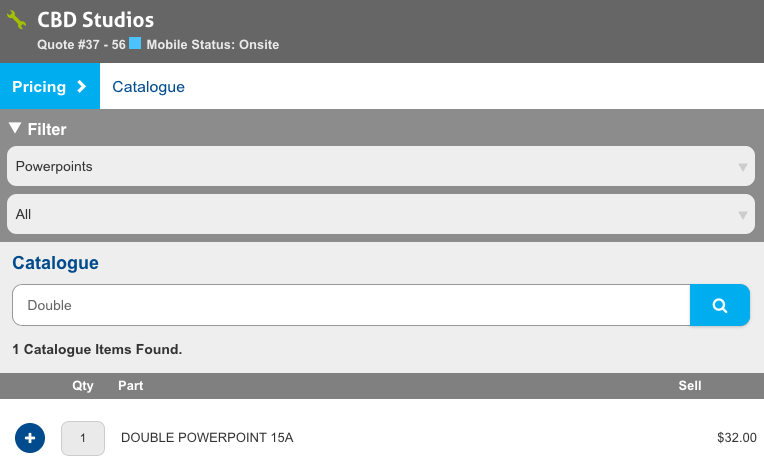 CBD Studios
Quote #37 - 56 Mobile Status: Onsite
Pricing Catalogue
Filter
Powerpoints
All
Catalogue
Double
1 Catalogue Items Found.
Qty Part Sell
1 DOUBLE POWERPOINT 15A $32.00